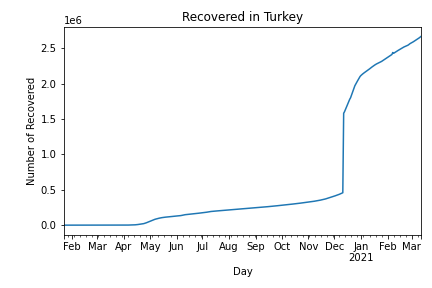 Recovered in Turkey
1e6
2.5
2.0
1.5
1.0
0.5
0.0
Number of Recovered
Feb Mar Apr May Jun Jul Aug Sep Oct Nov Dec Jan Feb Mar
2021
Day